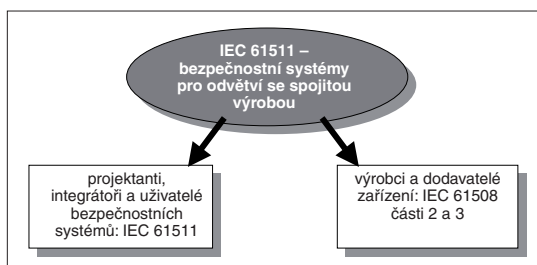 IEC 61511 –
bezpečnostní systémy
pro odvětví se spojitou
výrobou
projektanti,
integrátoři a uživatelé
bezpečnostních
systémů: IEC 61511
výrobci a dodavatelé
zařízení: IEC 61508
části 2 a 3